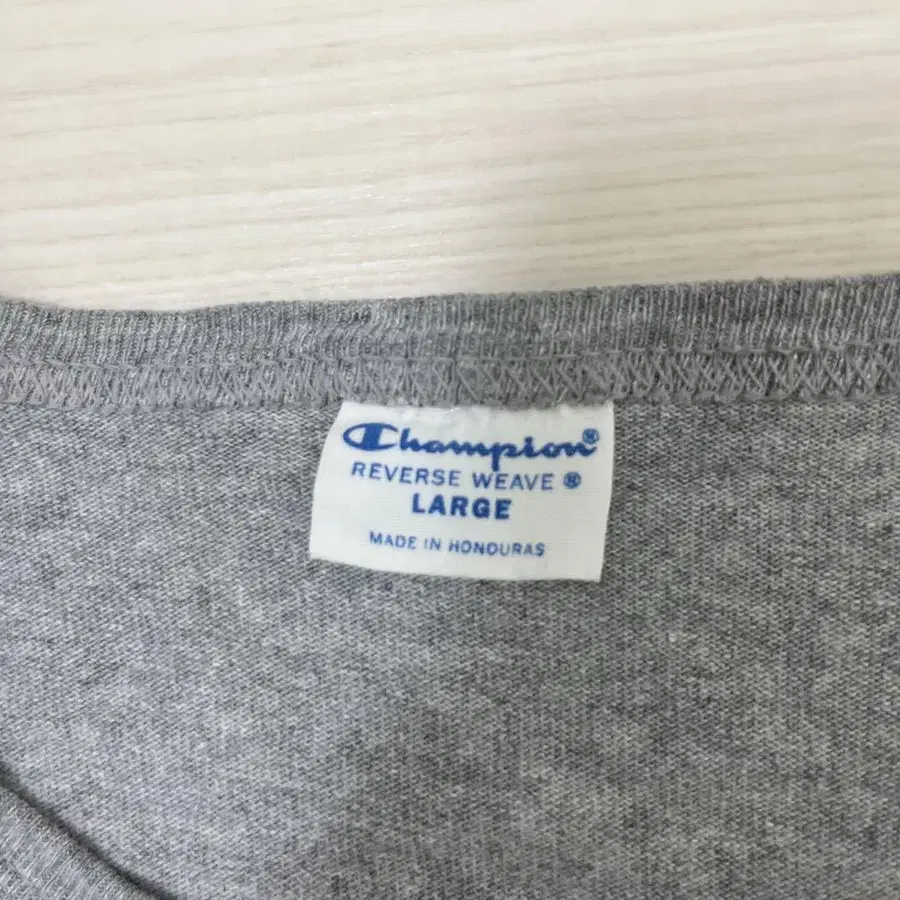 Champion®
REVERSE WEAVE ®
LARGE
MADE IN HONDURAS